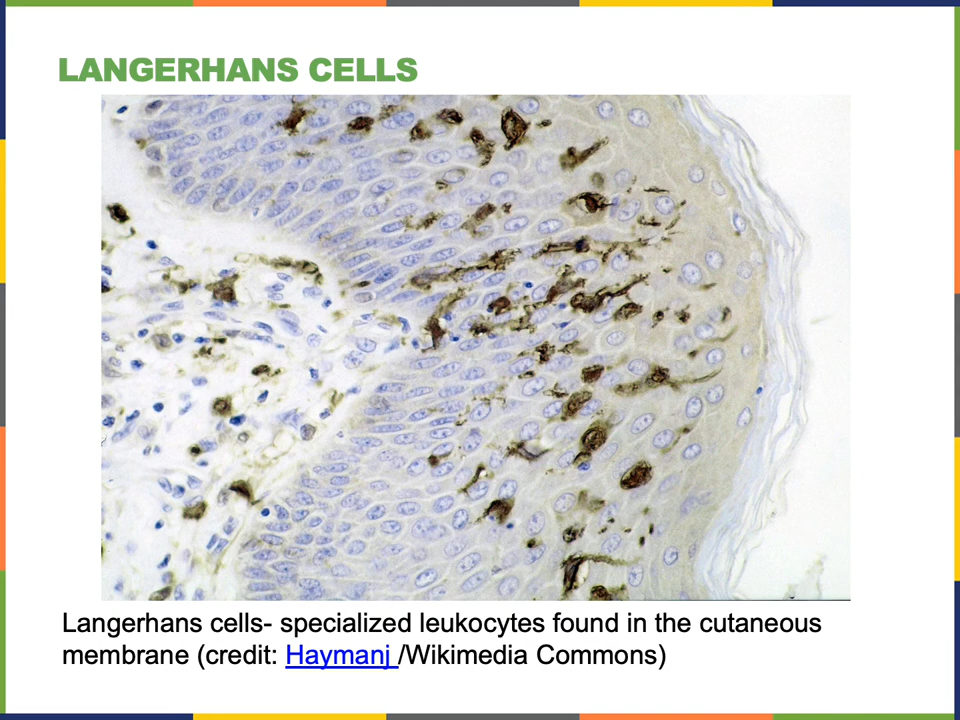 LANGERHANS CELLS
Langerhans cells- specialized leukocytes found in the cutaneous
membrane (credit: Haymanj /Wikimedia Commons)